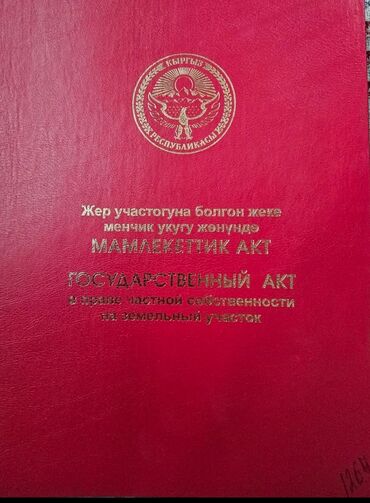 КЫРГЫЗ
РЕСПУБЛИКАСЫ
Жер участогуна болгон жеке
менчик укугу жөнүндө
МАМЛЕКЕТТИК АКТ
ГОСУДАРСТВЕННЫЙ АКТ
о праве частной собственности
на земельный участок